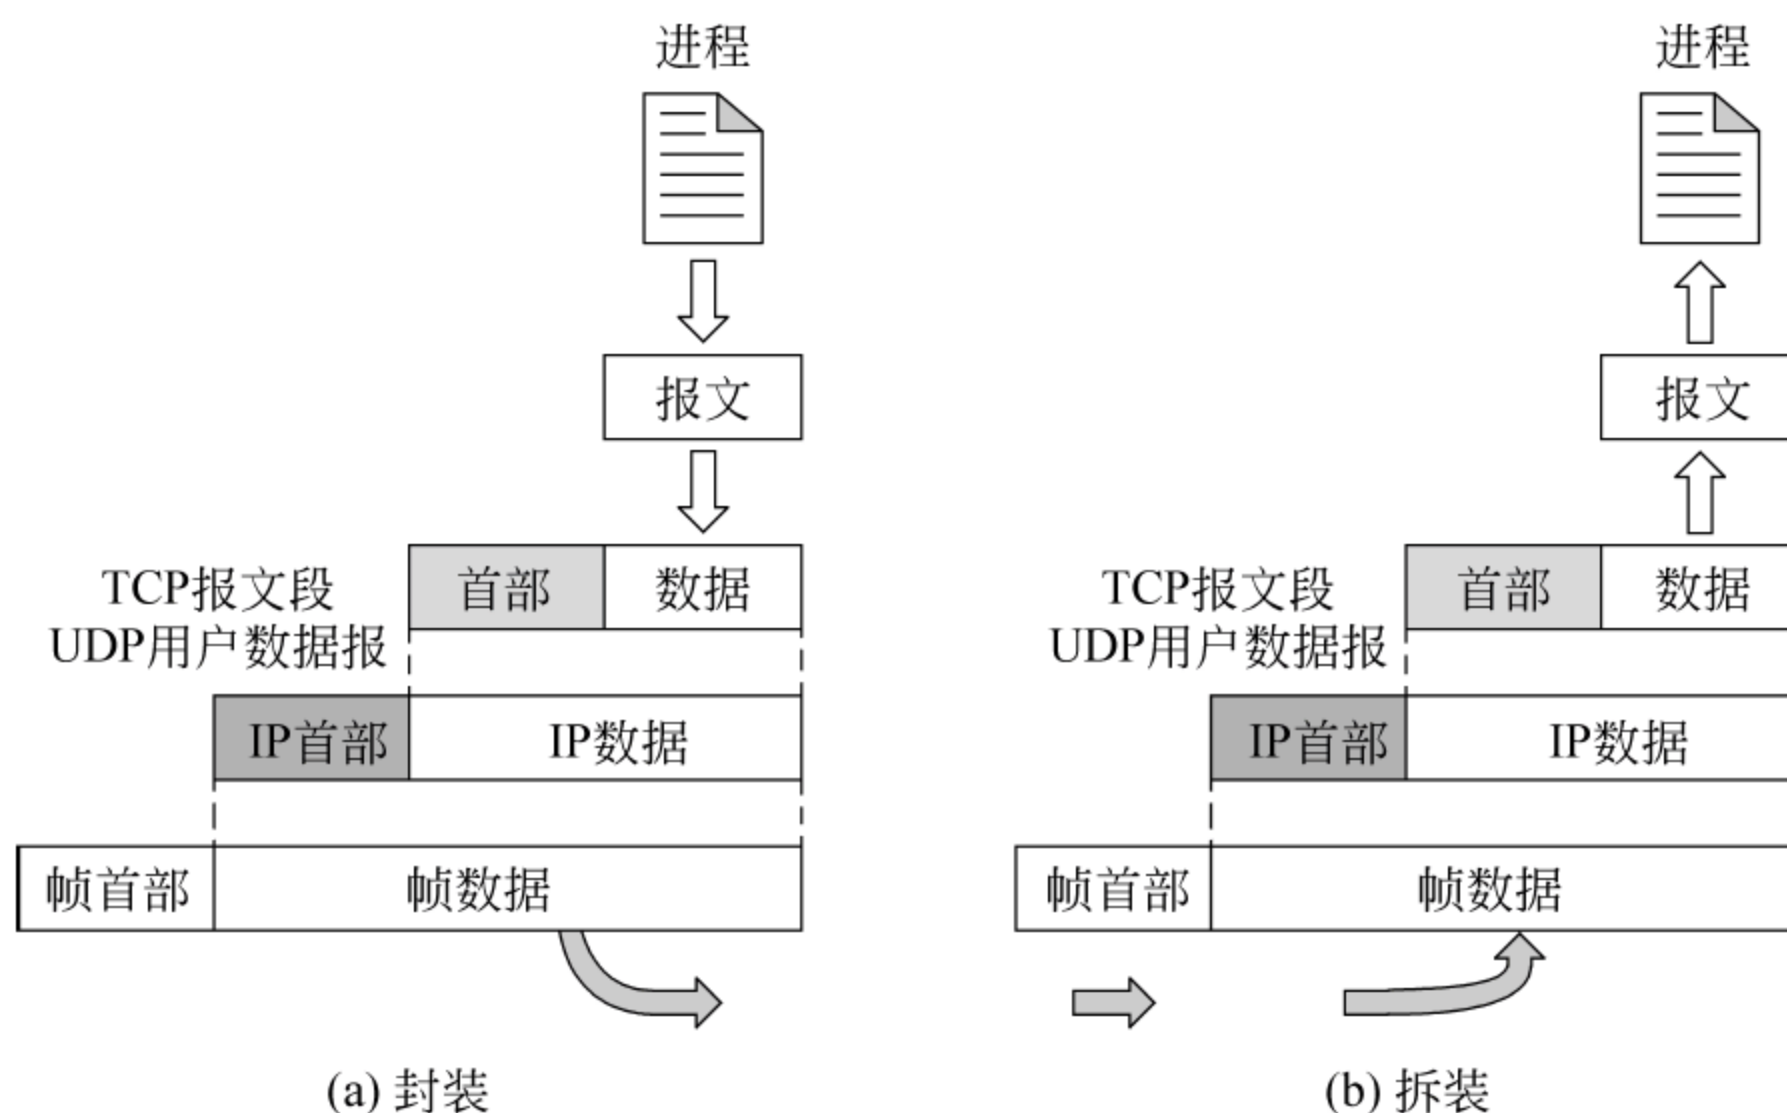 进程
报文
首部 数据
TCP报文段
UDP用户数据报
IP首部 IP数据
帧首部 帧数据
(a) 封装
进程
报文
首部 数据
TCP报文段
UDP用户数据报
IP首部 IP数据
帧首部 帧数据
(b) 拆装